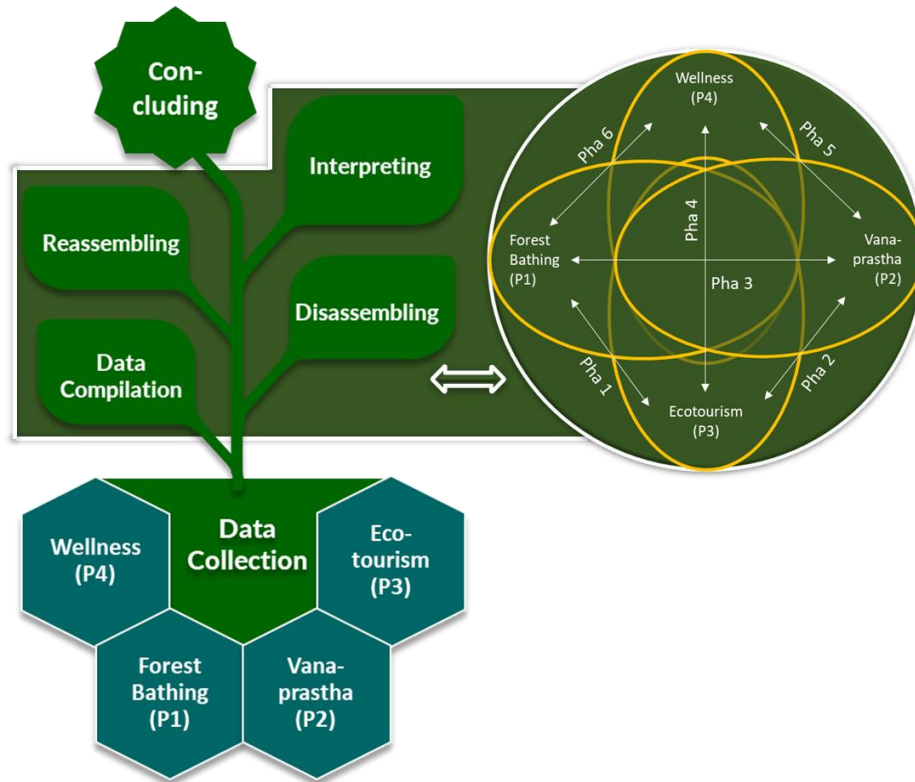 Con-
cluding
Interpreting
Reassembling
Disassembling
Data
Compilation
Data
Collection
Wellness
(P4)
Eco-
tourism
(P3)
Forest
Bathing
(P1)
Vana-
prastha
(P2)
Wellness
(P4)
Pha 6
Pha 5
Pha 4
Forest
Bathing
(P1)
Vana-
prastha
(P2)
Pha 3
Pha 1
Pha 2
Ecotourism
(P3)